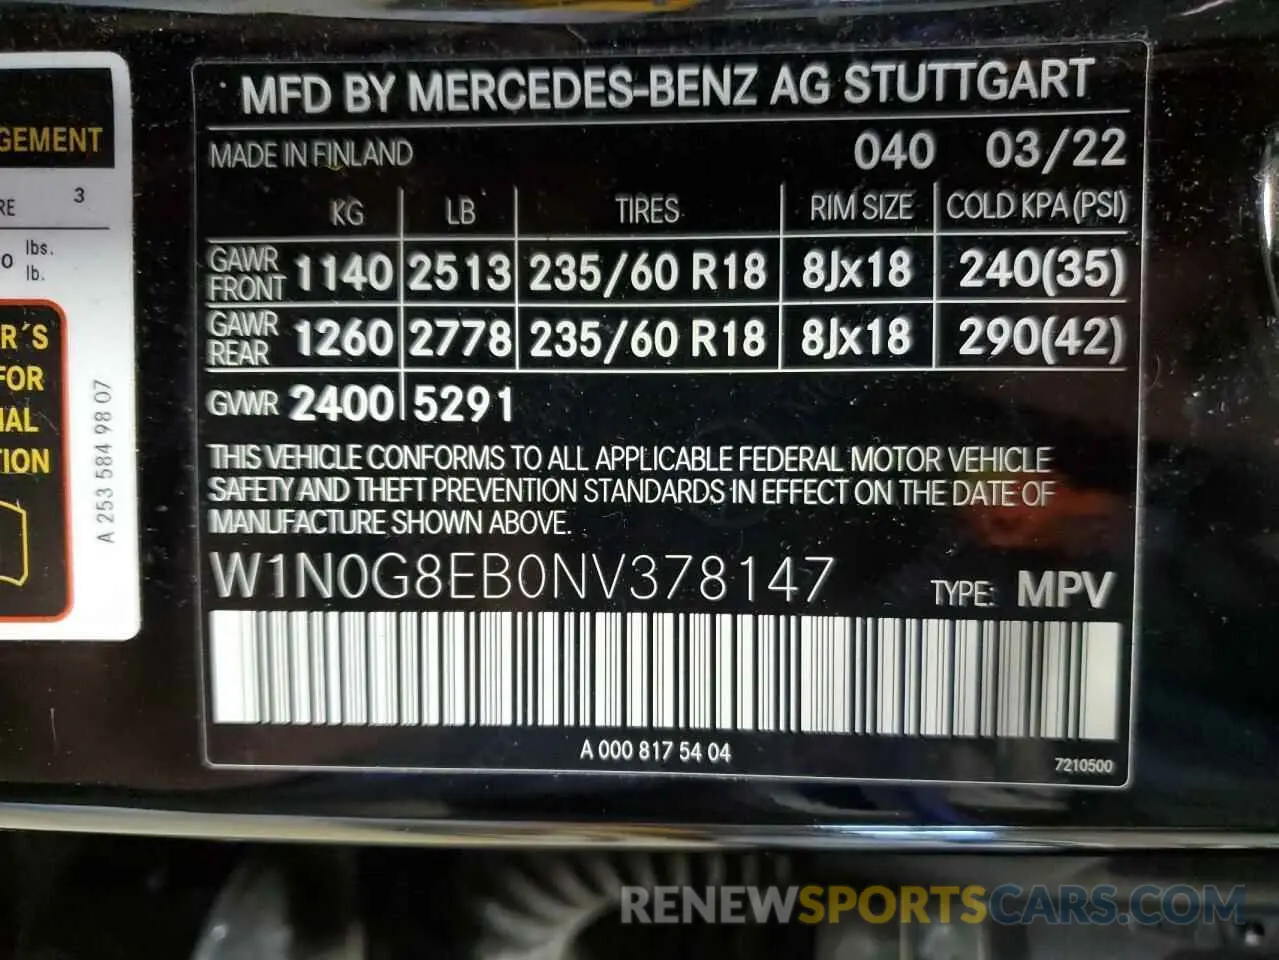 MFD BY MERCEDES-BENZ AG STUTTGART
MADE IN FINLAND 040 03/22
KG LB TIRES RIM SIZE COLD KPA (PSI)
GAWR FRONT 1140 2513 235/60 R18 8Jx18 240(35)
GAWR REAR 1260 2778 235/60 R18 8Jx18 290(42)
GVWR 2400 5291
THIS VEHICLE CONFORMS TO ALL APPLICABLE FEDERAL MOTOR VEHICLE
SAFETY AND THEFT PREVENTION STANDARDS IN EFFECT ON THE DATE OF
MANUFACTURE SHOWN ABOVE.
W1N0G8EB0NV378147 TYPE: MPV
A 000 817 54 04
7210500
3
lbs.
lb.
A 253 584 98 07
RENEWSPORTSCARS.COM